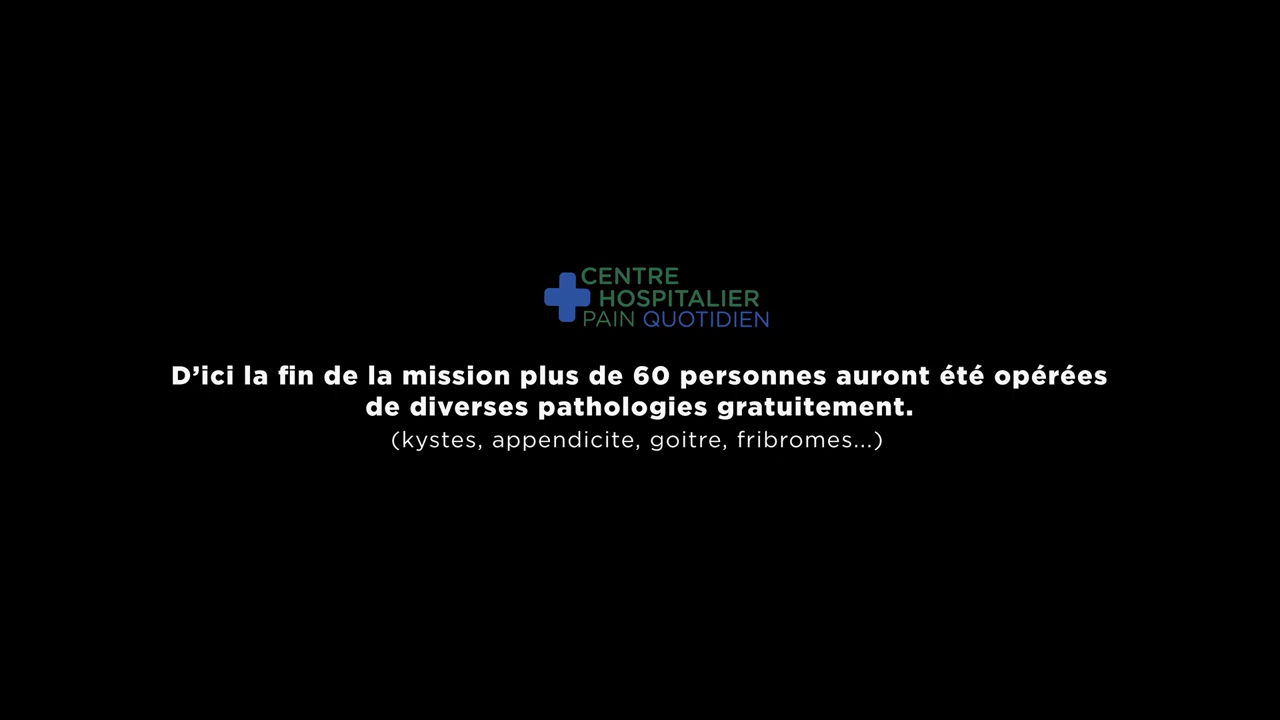 CENTRE
HOSPITALIER
PAIN QUOTIDIEN
D’ici la fin de la mission plus de 60 personnes auront été opérées
de diverses pathologies gratuitement.
(kystes, appendicite, goitre, fribromes...)